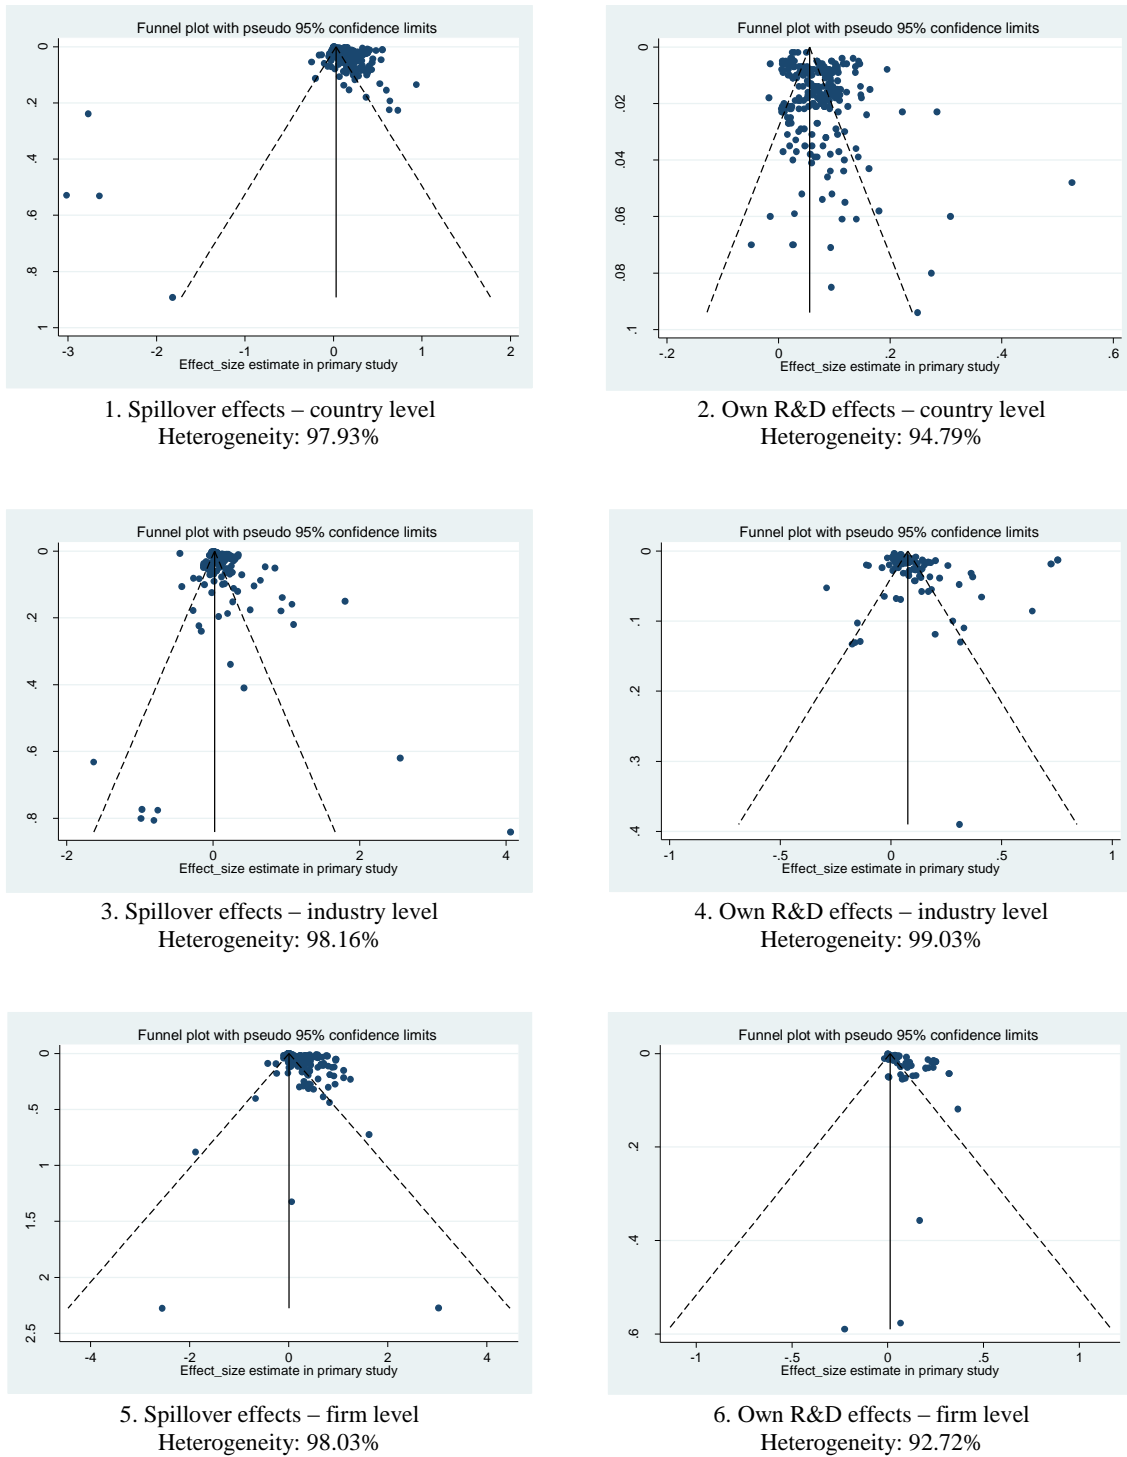 Funnel plot with pseudo 95% confidence limits
0
.2
.4
.6
.8
1
-3
-2
-1
0
1
2
Effect_size estimate in primary study
1. Spillover effects – country level
Heterogeneity: 97.93%
Funnel plot with pseudo 95% confidence limits
0
.02
.04
.06
.08
.1
-.2
0
.2
.4
.6
Effect_size estimate in primary study
2. Own R&D effects – country level
Heterogeneity: 94.79%
Funnel plot with pseudo 95% confidence limits
0
.2
.4
.6
.8
-2
0
2
4
Effect_size estimate in primary study
3. Spillover effects – industry level
Heterogeneity: 98.16%
Funnel plot with pseudo 95% confidence limits
0
.1
.2
.3
.4
-1
-.5
0
.5
1
Effect_size estimate in primary study
4. Own R&D effects – industry level
Heterogeneity: 99.03%
Funnel plot with pseudo 95% confidence limits
0
.5
1
1.5
2
2.5
-4
-2
0
2
4
Effect_size estimate in primary study
5. Spillover effects – firm level
Heterogeneity: 98.03%
Funnel plot with pseudo 95% confidence limits
0
.2
.4
.6
-1
-.5
0
.5
1
Effect_size estimate in primary study
6. Own R&D effects – firm level
Heterogeneity: 92.72%